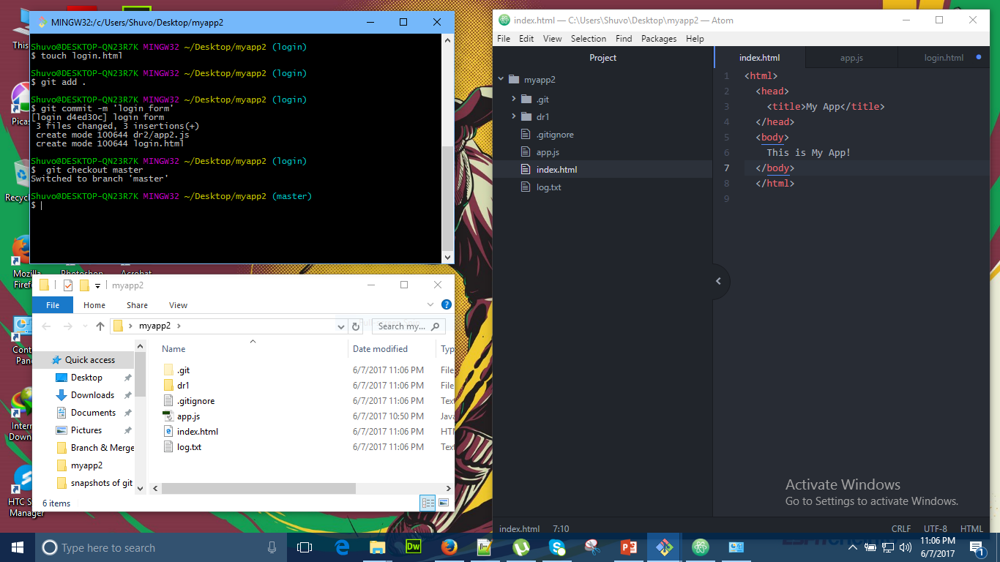 MINGW32:/c/Users/Shuvo/Desktop/myapp2
Shuvo@DESKTOP-QN23R7K MINGW32 ~/Desktop/myapp2 (login)
$ touch login.html
Shuvo@DESKTOP-QN23R7K MINGW32 ~/Desktop/myapp2 (login)
$ git add .
Shuvo@DESKTOP-QN23R7K MINGW32 ~/Desktop/myapp2 (login)
$ git commit -m 'login form'
[login d4ed30c] login form
3 files changed, 3 insertions(+)
create mode 100644 dr2/app2.js
create mode 100644 login.html
Shuvo@DESKTOP-QN23R7K MINGW32 ~/Desktop/myapp2 (login)
$  git checkout master
Switched to branch 'master'
Shuvo@DESKTOP-QN23R7K MINGW32 ~/Desktop/myapp2 (master)
$
This
Picas
Recyc
Mozill
Firef
Photoshop
Acrobat
Cont
Pane
Intern
Down
HTC S
Manager
myapp2
File Home Share View
myapp2
Search my...
Name Date modified Typ
Quick access
Desktop
Downloads
Documents
Pictures
Branch & Merge
myapp2
snapshots of git
.git 6/7/2017 11:06 PM File
dr1 6/7/2017 11:06 PM File
.gitignore 6/7/2017 11:06 PM Text
app.js 6/7/2017 10:50 PM Java
index.html 6/7/2017 11:06 PM HTI
log.txt 6/7/2017 11:06 PM Text
6 items
index.html — C:\Users\Shuvo\Desktop\myapp2 — Atom
File Edit View Selection Find Packages Help
Project
myapp2
.git
dr1
.gitignore
app.js
index.html
log.txt
index.html app.js login.html
1 <html>
2 <head>
3 <title>My App</title>
4 </head>
5 <body>
6 This is My App!
7 </body>
8 </html>
9
Activate Windows
Go to Settings to activate Windows.
index.html 7:10 CRLF UTF-8 HTML
Type here to search
Dw
11:06 PM
6/7/2017
1